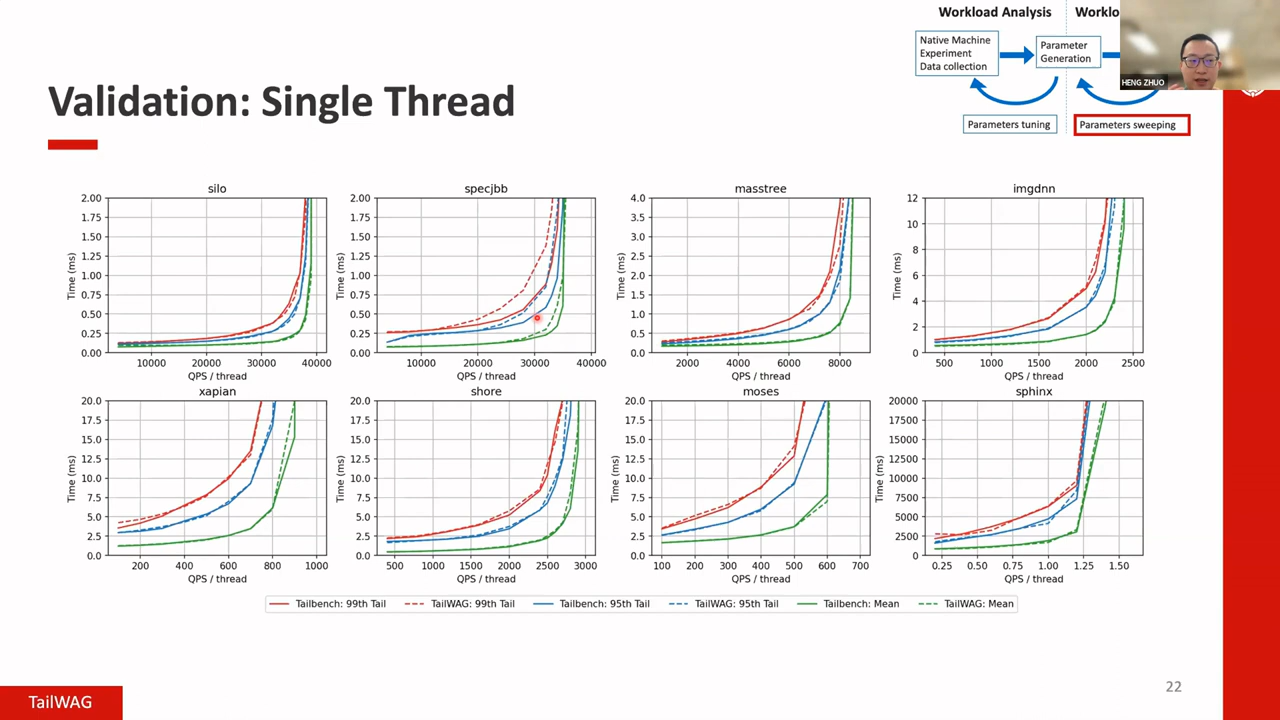 Workload Analysis
Worklo
Native Machine
Experiment
Data collection
Parameter
Generation
HENG ZHUO
Parameters tuning
Parameters sweeping
Validation: Single Thread
silo
2.00
1.75
1.50
1.25
1.00
0.75
0.50
0.25
0.00
Time (ms)
10000 20000 30000 40000
QPS / thread
specjbb
2.00
1.75
1.50
1.25
1.00
0.75
0.50
0.25
0.00
Time (ms)
10000 20000 30000 40000
QPS / thread
masstree
4.0
3.5
3.0
2.5
2.0
1.5
1.0
0.5
0.0
Time (ms)
2000 4000 6000 8000
QPS / thread
imgdnn
12
10
8
6
4
2
0
Time (ms)
500 1000 1500 2000 2500
QPS / thread
xapian
20.0
17.5
15.0
12.5
10.0
7.5
5.0
2.5
0.0
Time (ms)
200 400 600 800 1000
QPS / thread
shore
20.0
17.5
15.0
12.5
10.0
7.5
5.0
2.5
0.0
Time (ms)
500 1000 1500 2000 2500 3000
QPS / thread
moses
20.0
17.5
15.0
12.5
10.0
7.5
5.0
2.5
0.0
Time (ms)
100 200 300 400 500 600 700
QPS / thread
sphinx
20000
17500
15000
12500
10000
7500
5000
2500
0
Time (ms)
0.25 0.50 0.75 1.00 1.25 1.50
QPS / thread
Tailbench: 99th Tail TailWAG: 99th Tail Tailbench: 95th Tail TailWAG: 95th Tail Tailbench: Mean TailWAG: Mean
22
TailWAG